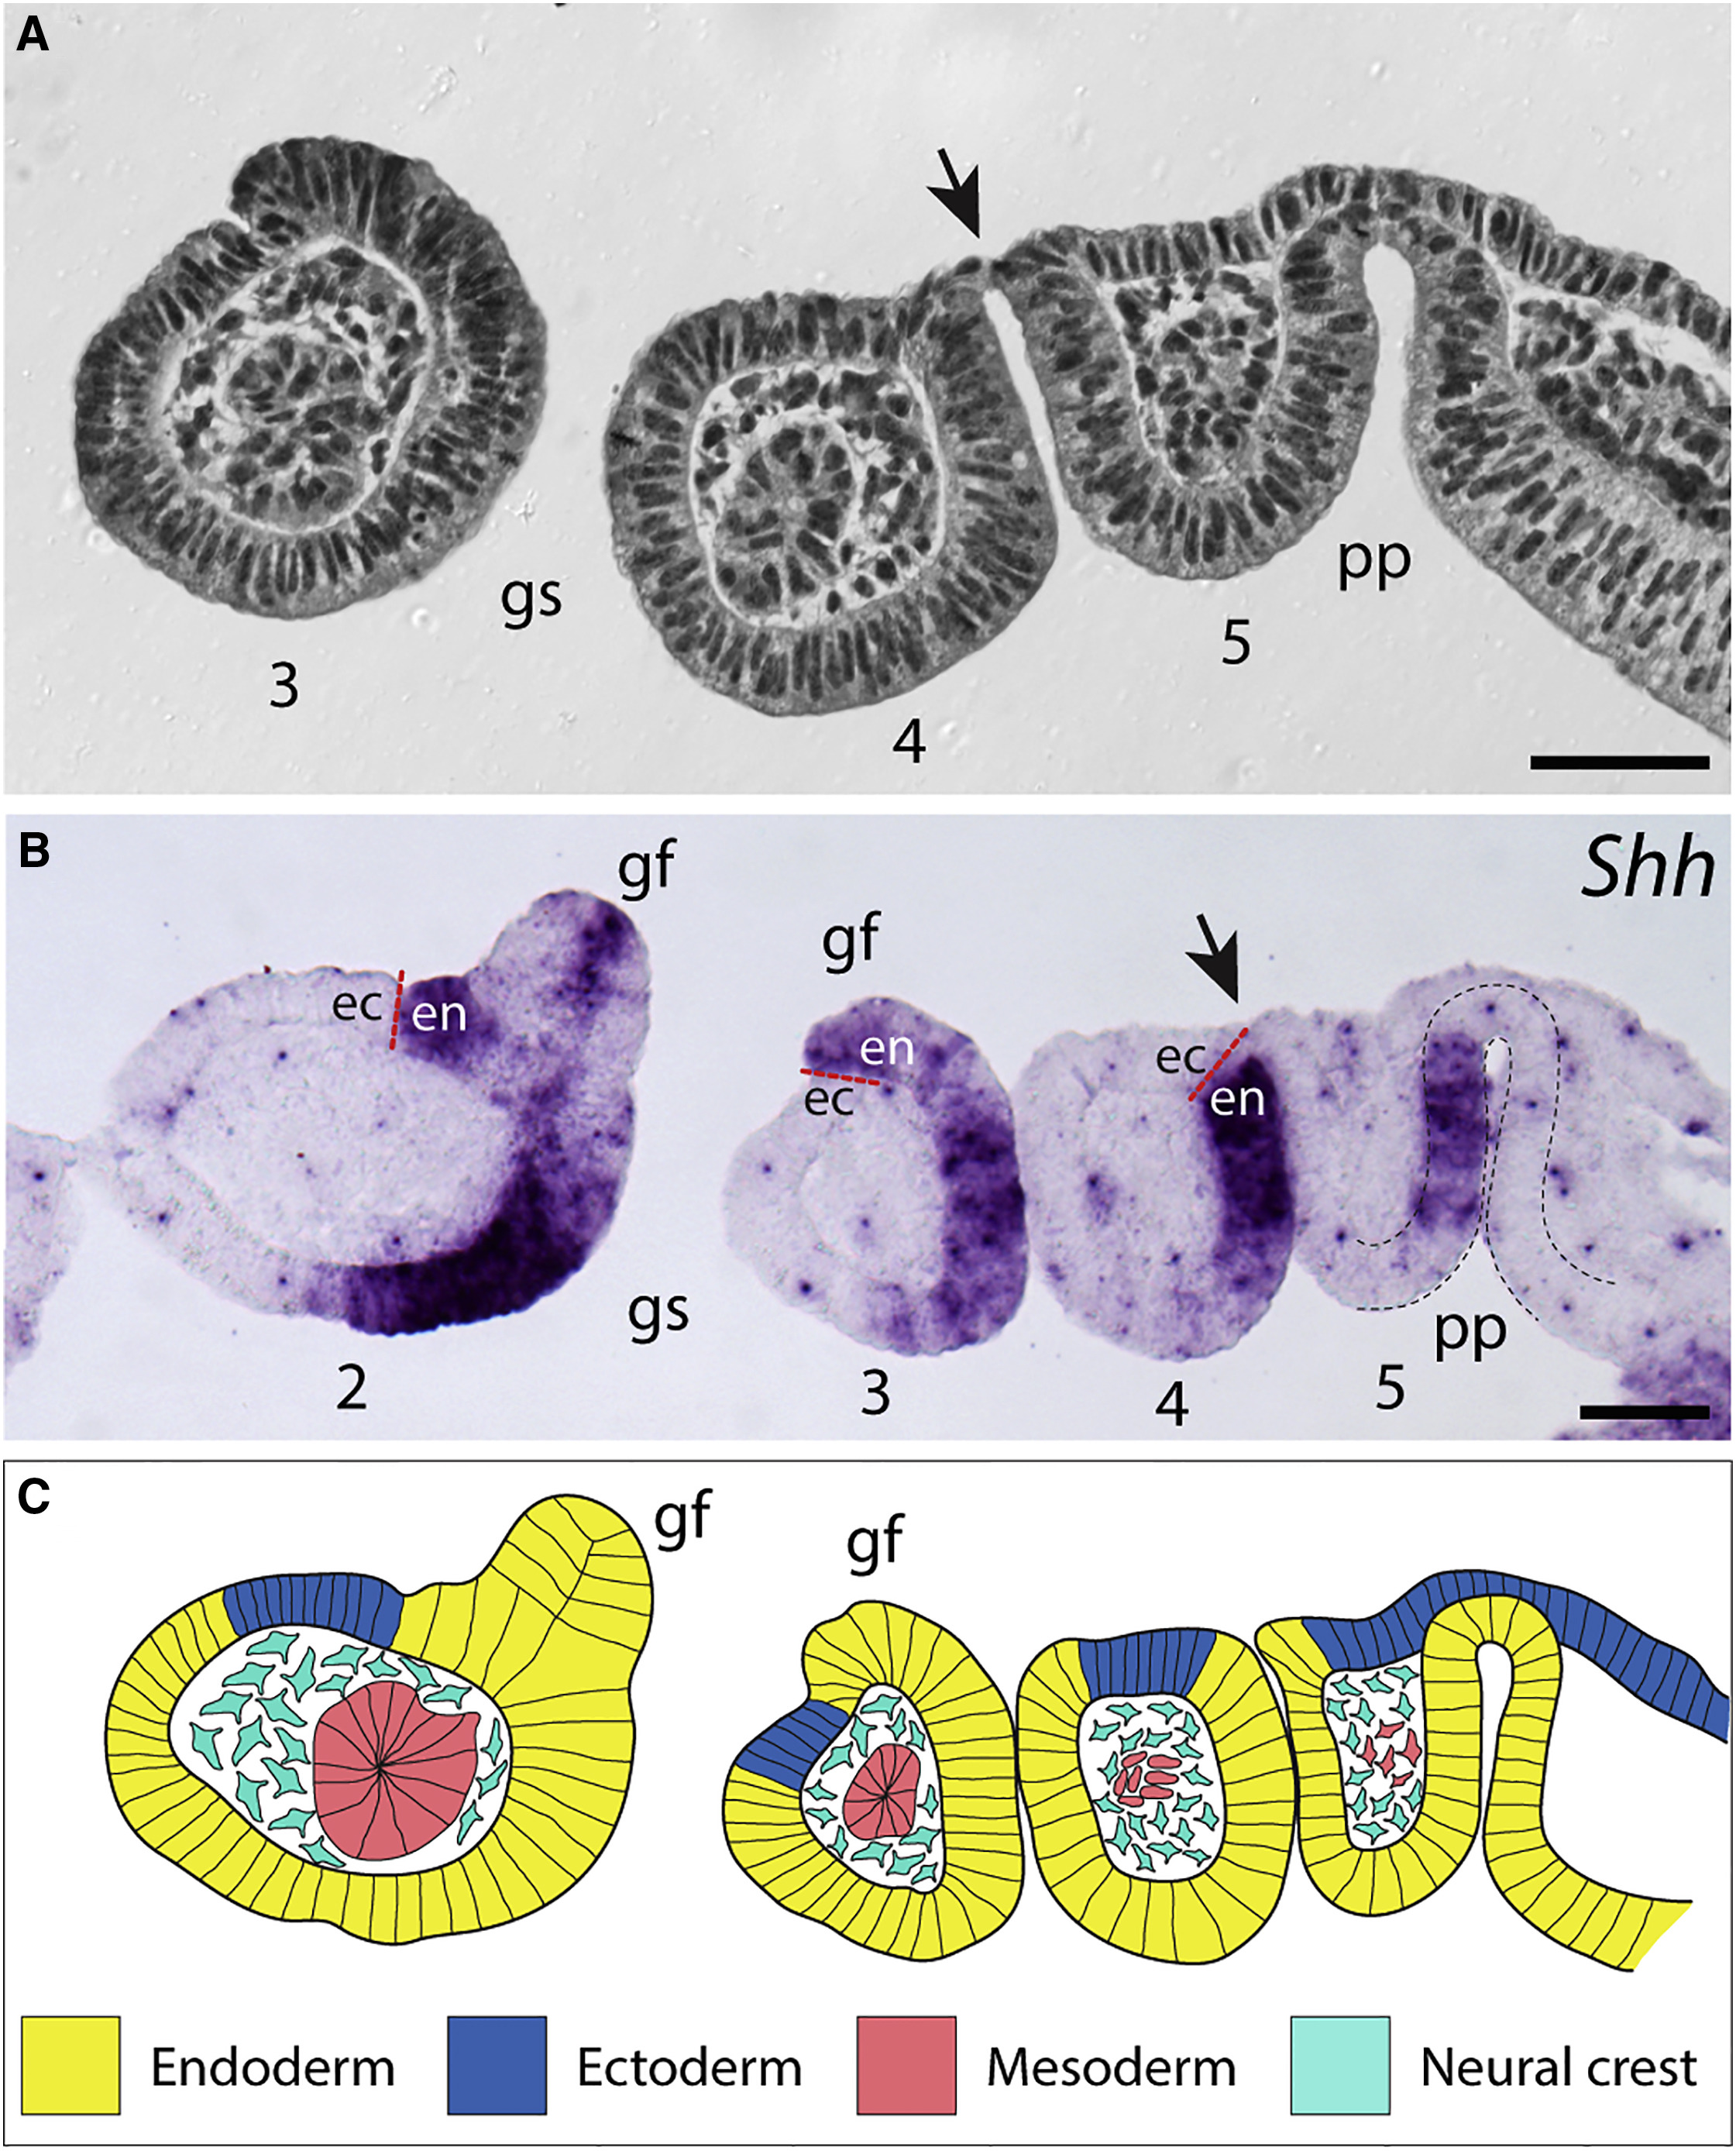 A
gs
pp
3
5
4
B
Shh
gf
gf
ec
en
en
ec
ec
en
gs
pp
2
3
4
5
C
gf
gf
Endoderm
Ectoderm
Mesoderm
Neural crest